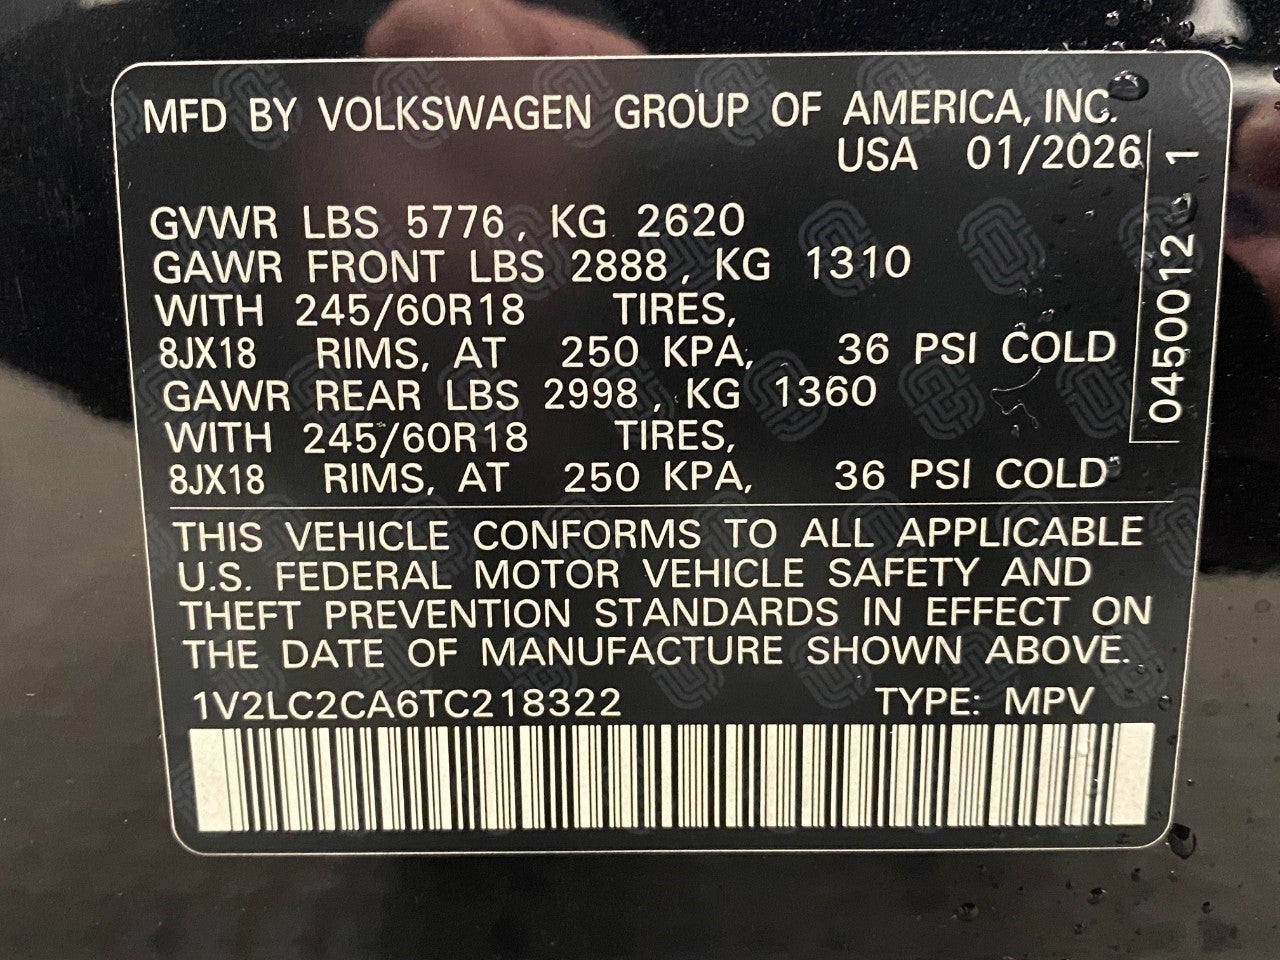 MFD BY VOLKSWAGEN GROUP OF AMERICA, INC.
USA 01/2026
GVWR LBS 5776, KG 2620
GAWR FRONT LBS 2888, KG 1310
WITH 245/60R18 TIRES,
8JX18 RIMS, AT 250 KPA, 36 PSI COLD
GAWR REAR LBS 2998, KG 1360
WITH 245/60R18 TIRES,
8JX18 RIMS, AT 250 KPA, 36 PSI COLD
0450012 1
THIS VEHICLE CONFORMS TO ALL APPLICABLE
U.S. FEDERAL MOTOR VEHICLE SAFETY AND
THEFT PREVENTION STANDARDS IN EFFECT ON
THE DATE OF MANUFACTURE SHOWN ABOVE.
1V2LC2CA6TC218322 TYPE: MPV